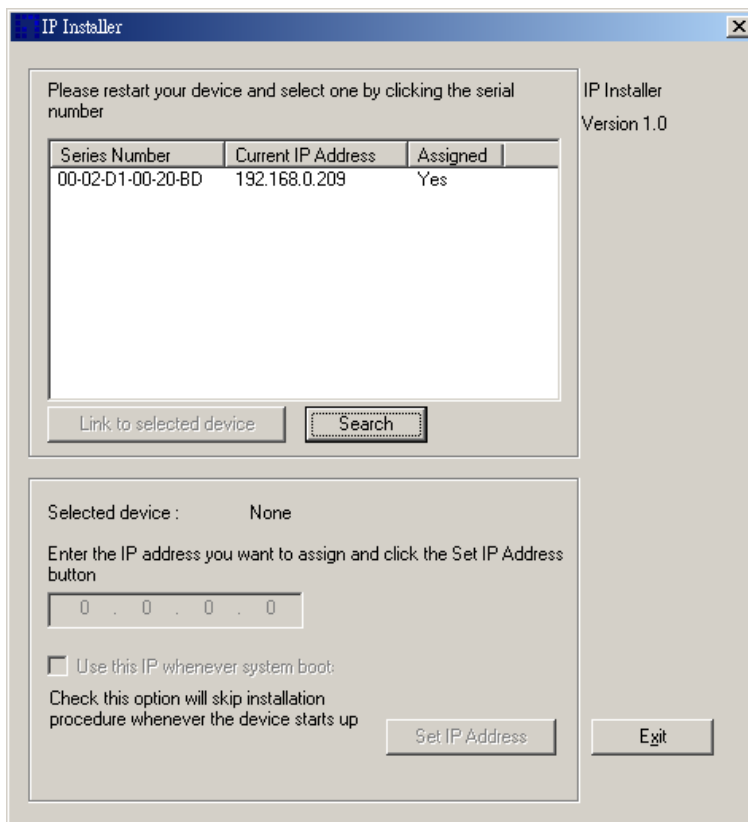 IP Installer
Please restart your device and select one by clicking the serial
number
IP Installer
Version 1.0
Series Number Current IP Address Assigned
00-02-D1-00-20-BD 192.168.0.209 Yes
Link to selected device Search
Selected device : None
Enter the IP address you want to assign and click the Set IP Address
button
0 . 0 . 0 . 0
Use this IP whenever system boot:
Check this option will skip installation
procedure whenever the device starts up
Set IP Address Exit